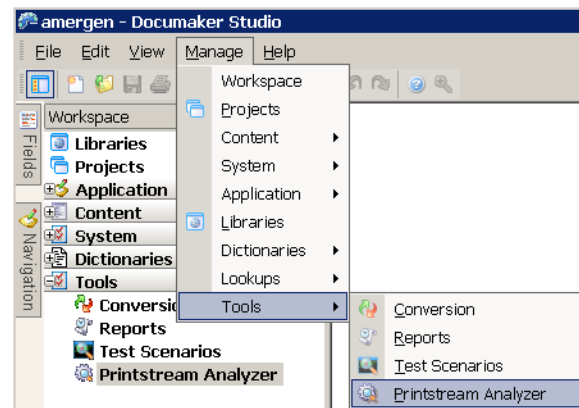 amergen - Documaker Studio
File Edit View Manage Help
Workspace
Libraries
Projects
Application
Content
System
Dictionaries
Tools
Reports
Test Scenarios
Printstream Analyzer
Fields
Navigation
Workspace
Projects
Content
System
Application
Libraries
Dictionaries
Lookups
Tools
Conversion
Reports
Test Scenarios
Printstream Analyzer